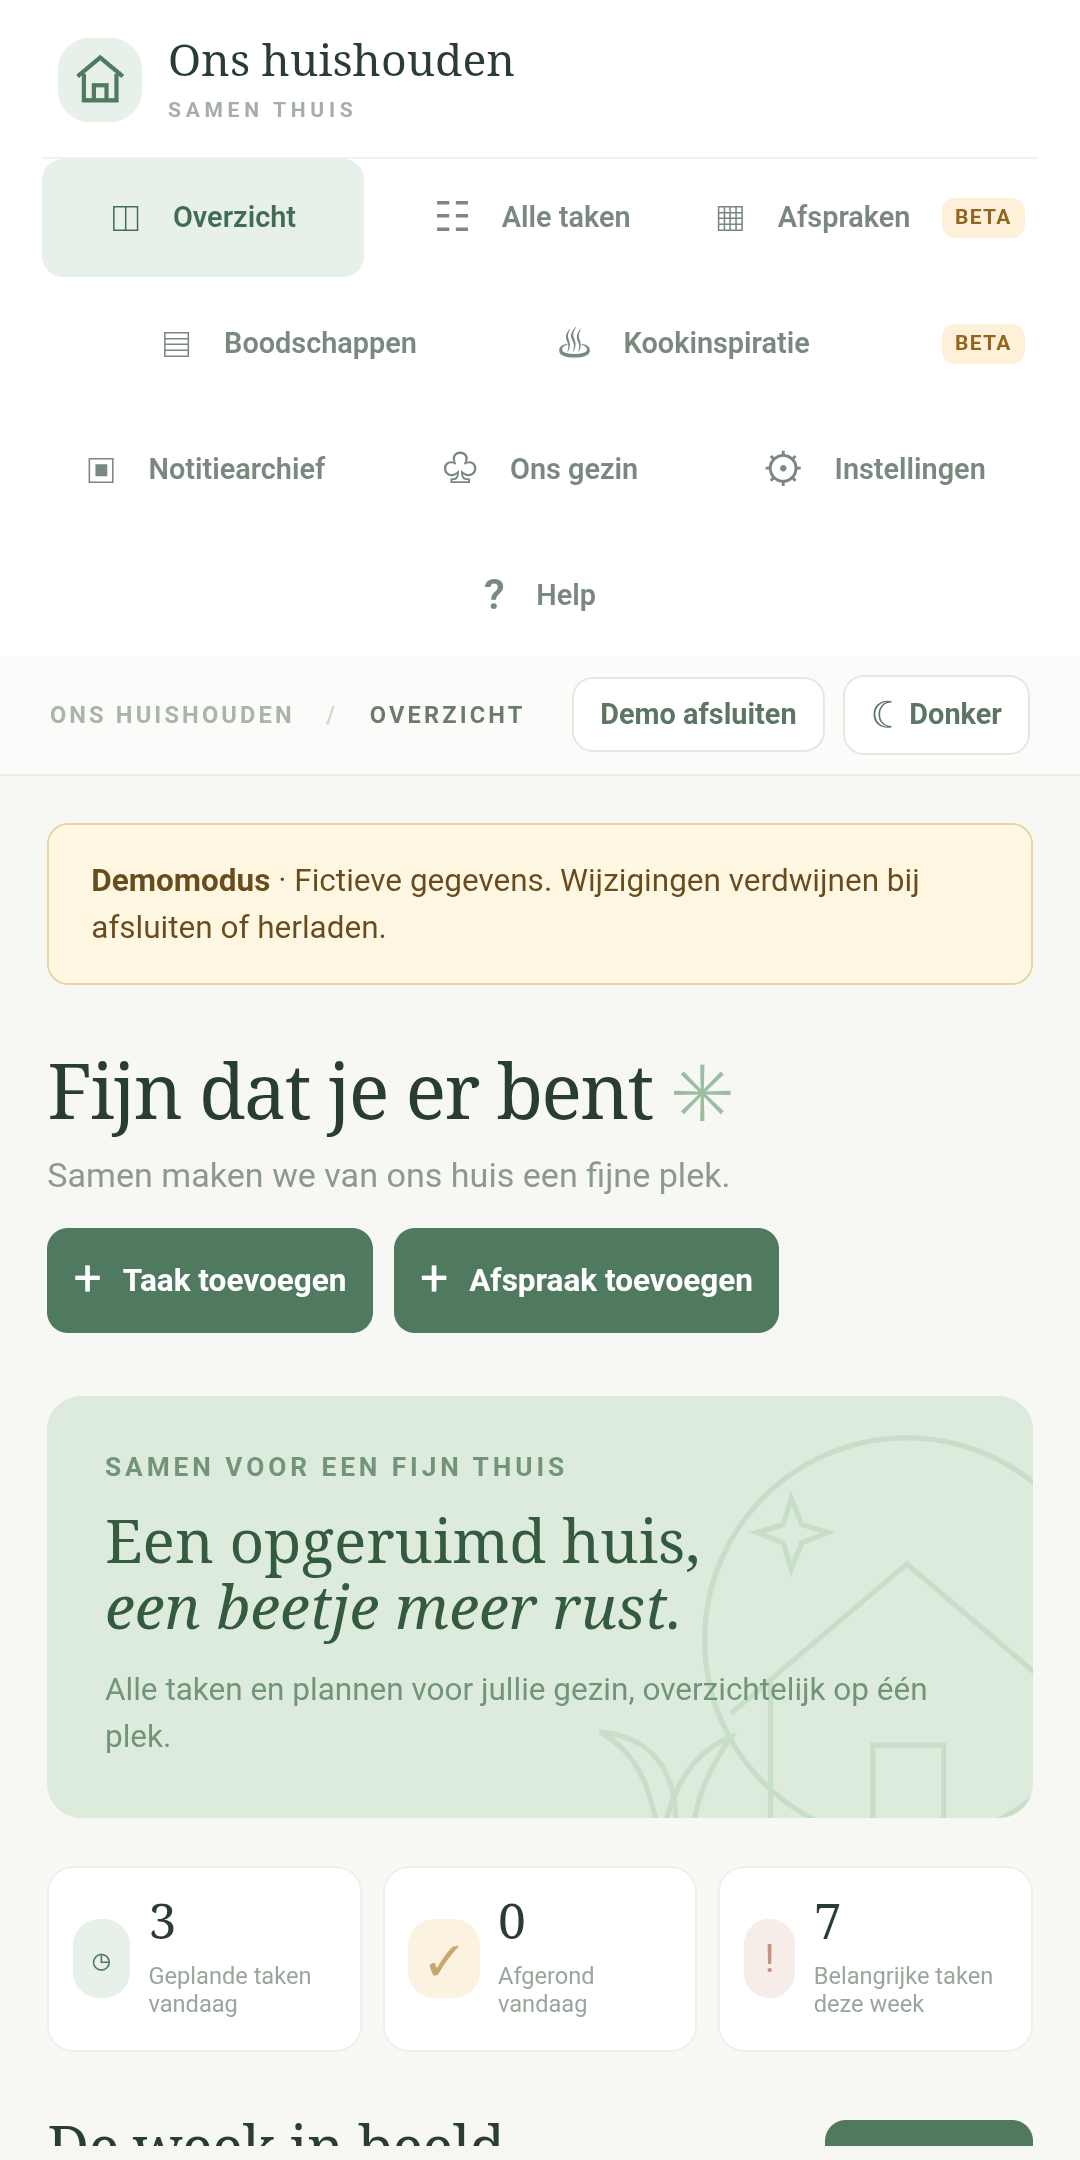 Ons huishouden
SAMEN THUIS
Overzicht
Alle taken
Afspraken BETA
Boodschappen
Kookinspiratie BETA
Notitiearchief
Ons gezin
Instellingen
? Help
ONS HUISHOUDEN / OVERZICHT
Demo afsluiten
Donker
Demomodus · Fictieve gegevens. Wijzigingen verdwijnen bij
afsluiten of herladen.
Fijn dat je er bent
Samen maken we van ons huis een fijne plek.
+ Taak toevoegen
+ Afspraak toevoegen
SAMEN VOOR EEN FIJN THUIS
Een opgeruimd huis,
een beetje meer rust.
Alle taken en plannen voor jullie gezin, overzichtelijk op één
plek.
3
Geplande taken
vandaag
✓
0
Afgerond
vandaag
!
7
Belangrijke taken
deze week
De week in beeld